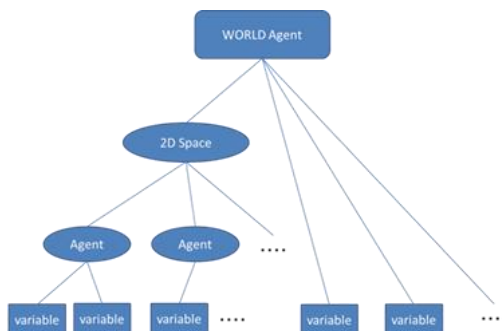 WORLD Agent
2D Space
Agent
Agent
....
variable
variable
variable
....
variable
variable
...